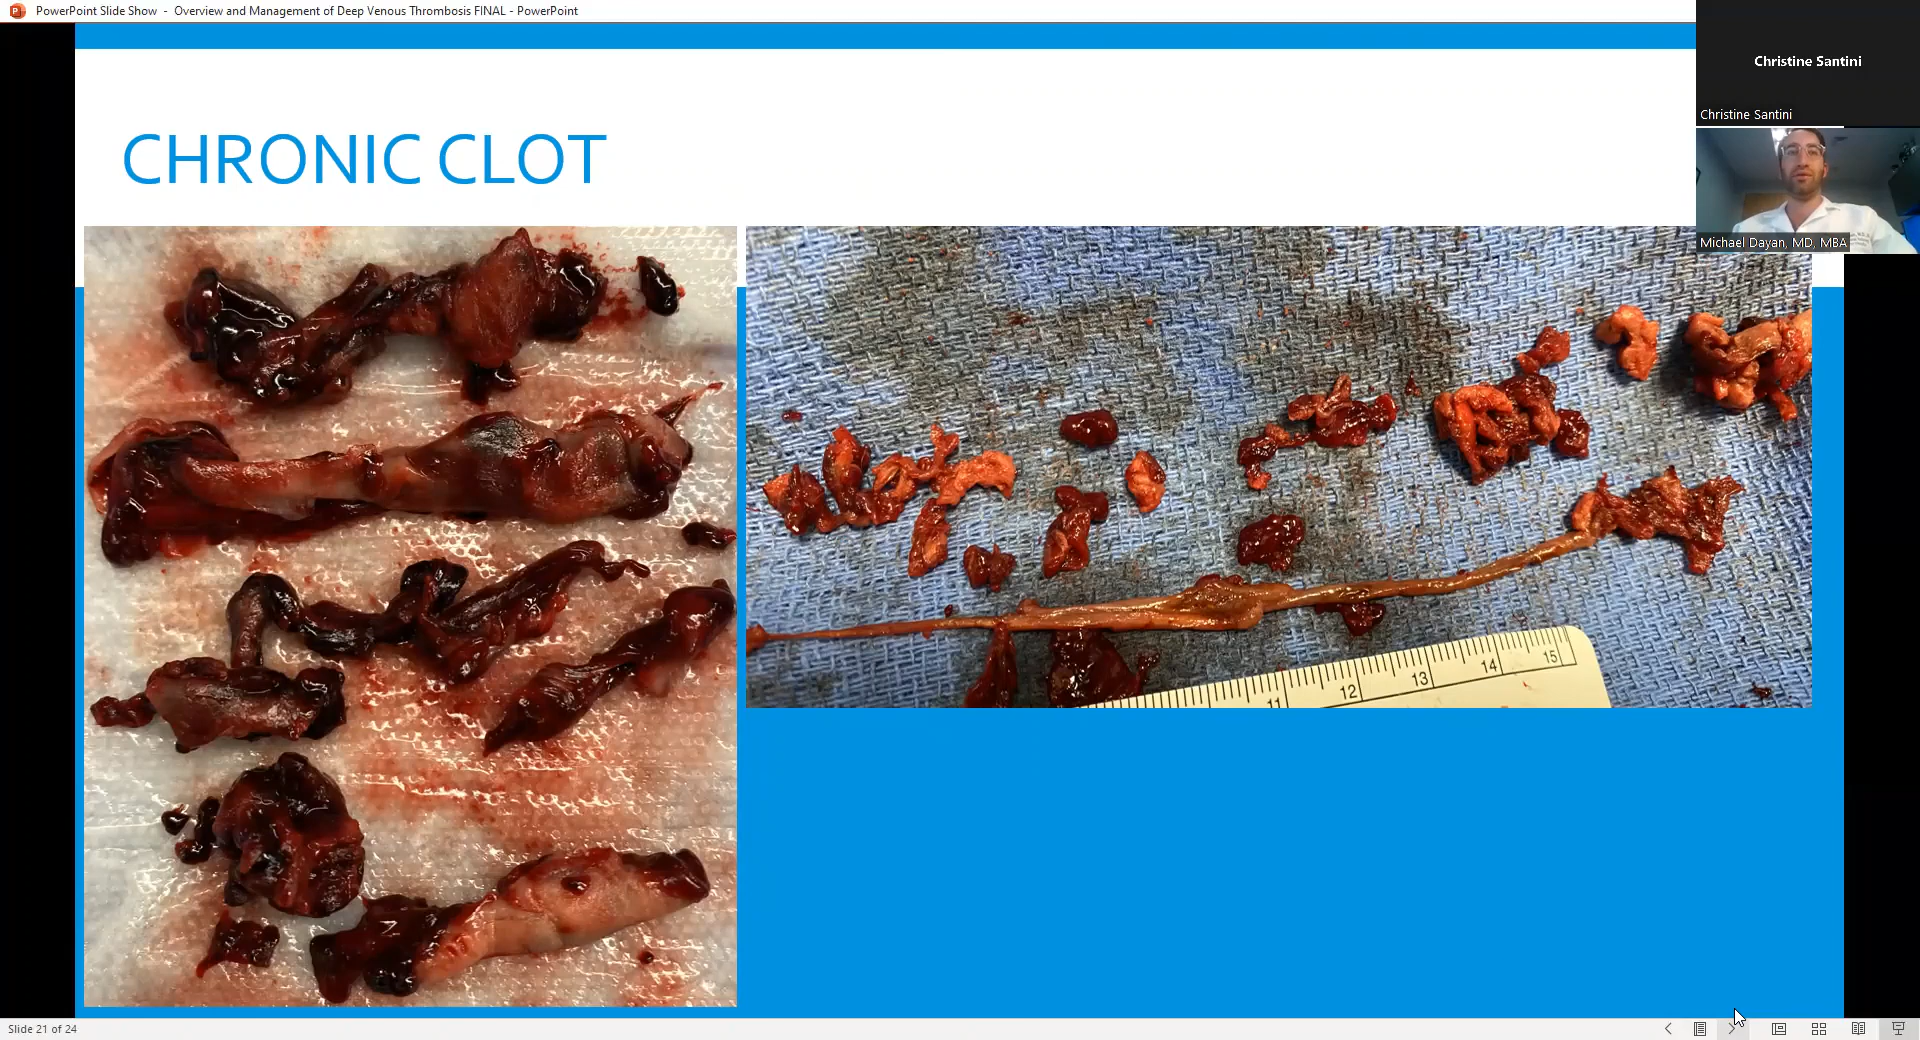 PowerPoint Slide Show - Overview and Management of Deep Venous Thrombosis FINAL - PowerPoint
Christine Santini
Christine Santini
Michael Dayan, MD, MBA
CHRONIC CLOT
11 12 13 14 15
Slide 21 of 24